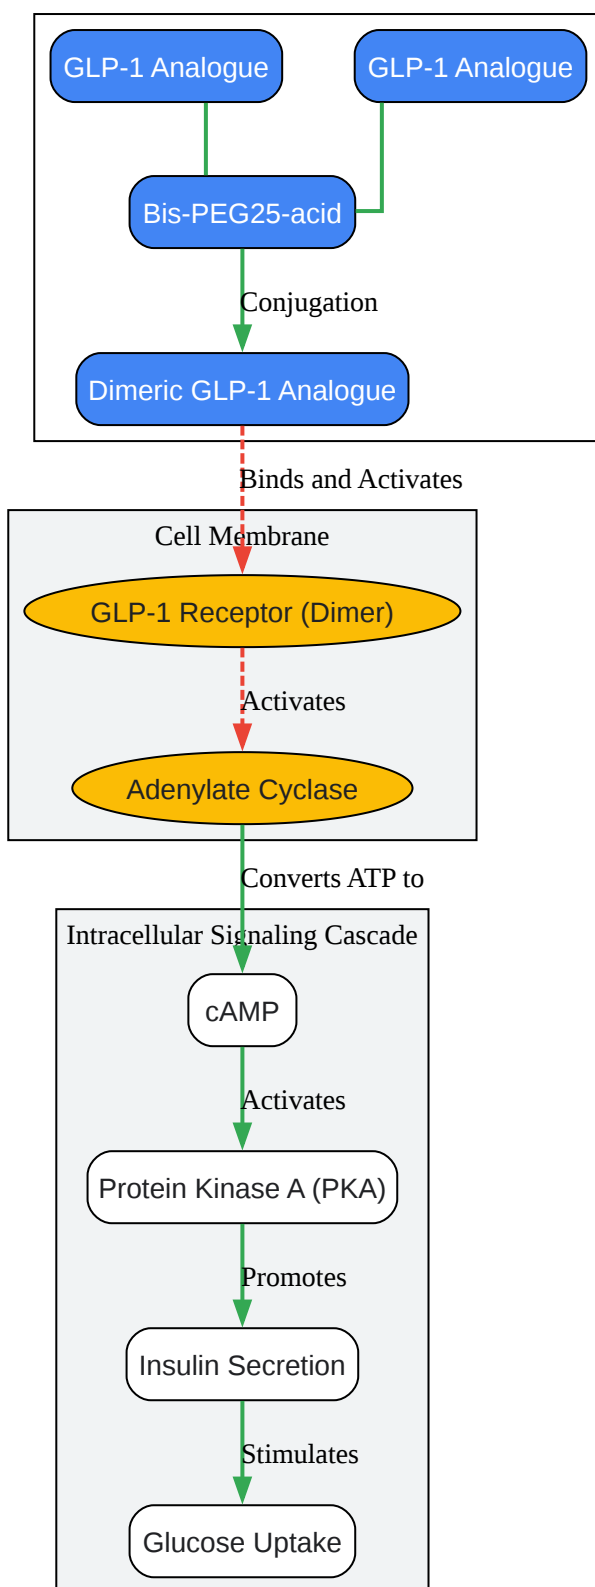 GLP-1 Analogue
GLP-1 Analogue
Bis-PEG25-acid
Conjugation
Dimeric GLP-1 Analogue
Binds and Activates
Cell Membrane
GLP-1 Receptor (Dimer)
Activates
Adenylate Cyclase
Converts ATP to
Intracellular Signaling Cascade
cAMP
Activates
Protein Kinase A (PKA)
Promotes
Insulin Secretion
Stimulates
Glucose Uptake